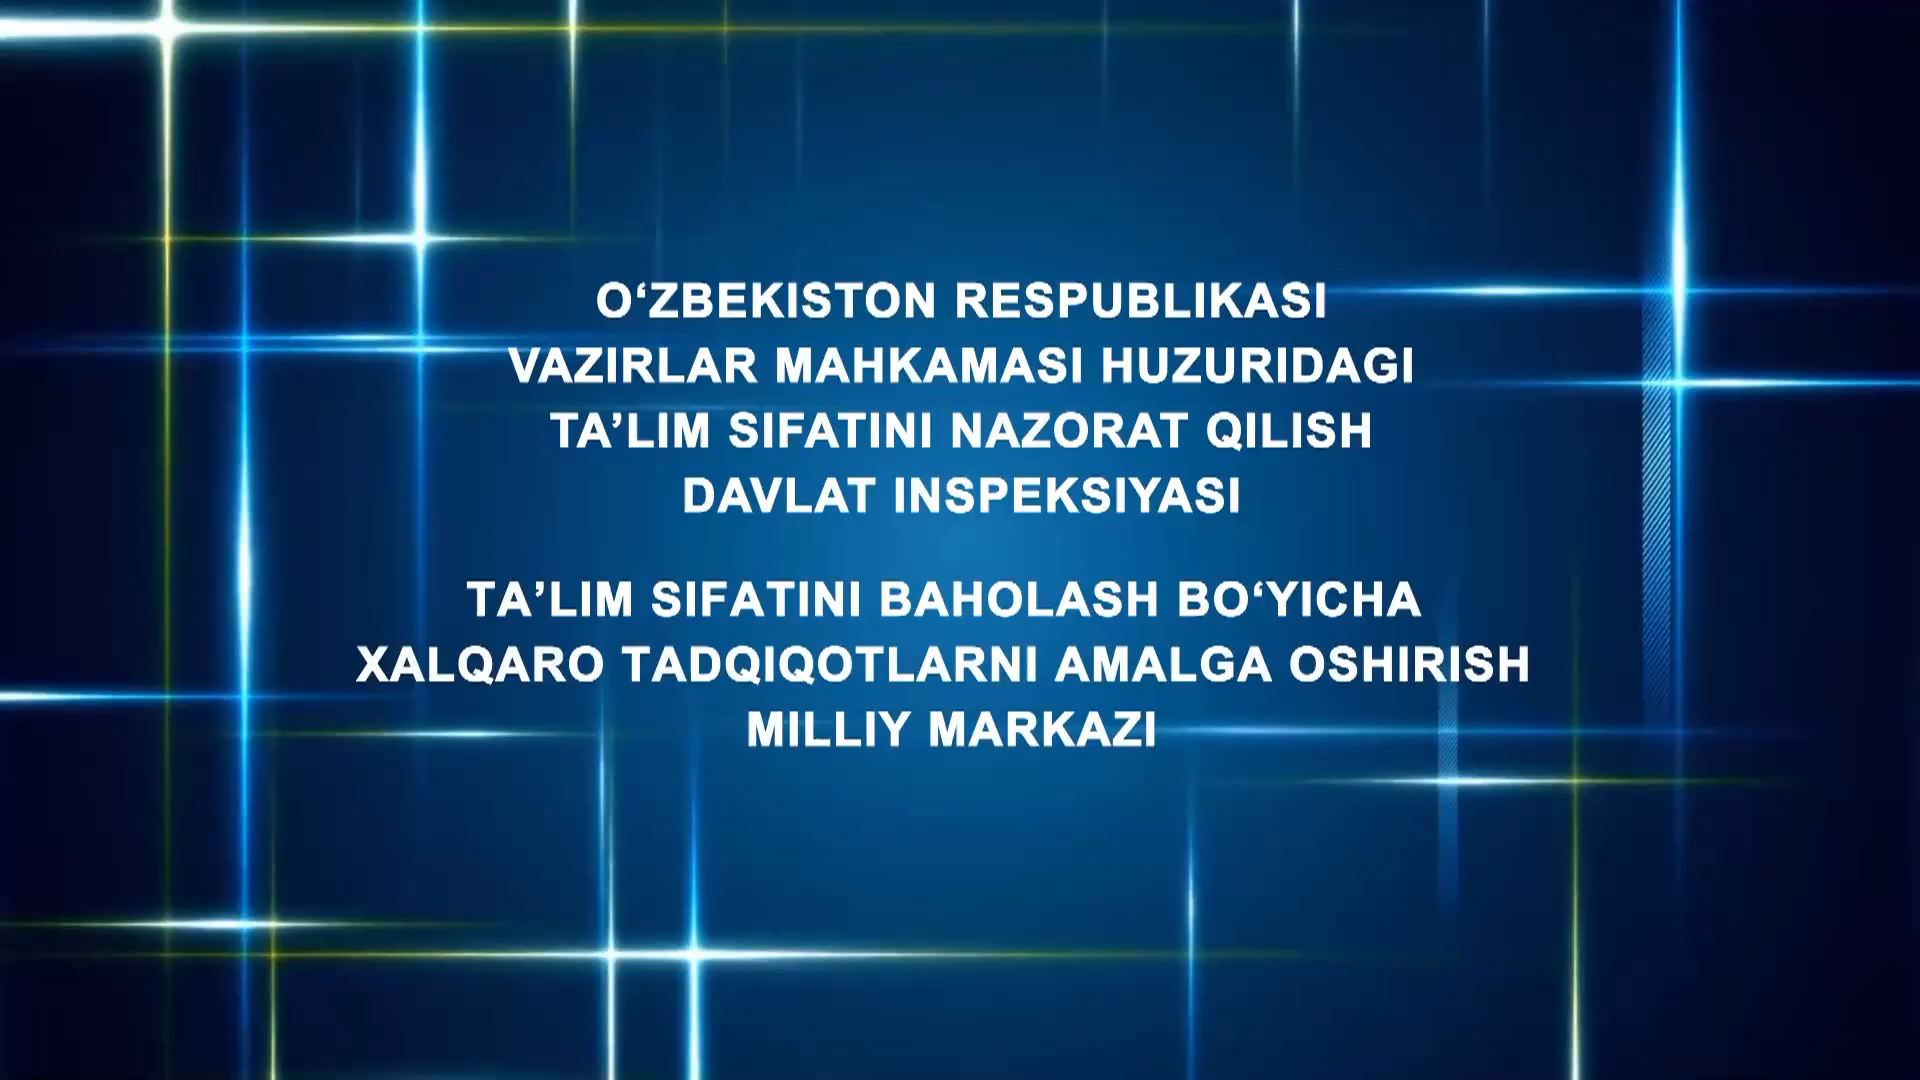 O‘ZBEKISTON RESPUBLIKASI
VAZIRLAR MAHKAMASI HUZURIDAGI
TA’LIM SIFATINI NAZORAT QILISH
DAVLAT INSPEKSIYASI
TA’LIM SIFATINI BAHOLASH BO‘YICHA
XALQARO TADQIQOTLARNI AMALGA OSHIRISH
MILLIY MARKAZI